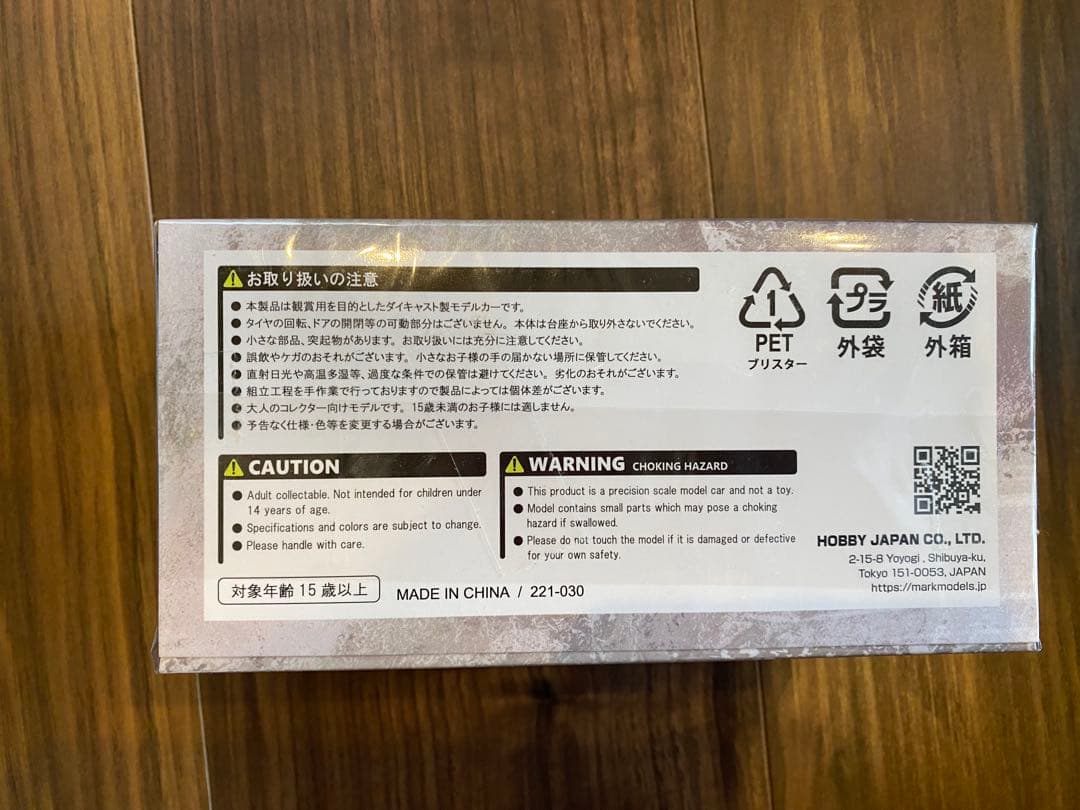 お取り扱いの注意
● 本製品は観賞用を目的としたダイキャスト製モデルカーです。
● タイヤの回転、ドアの開閉等の可動部分はございません。本体は台座から取り外さないでください。
● 小さな部品、突起物があります。お取り扱いには充分に注意してください。
● 誤飲やケガのおそれがございます。小さなお子様の手の届かない場所に保管してください。
● 直射日光や高温多湿等、過度な条件での保管は避けてください。劣化のおそれがございます。
● 組立工程を手作業で行っておりますので製品によっては個体差がございます。
● 大人のコレクター向けモデルです。15歳未満のお子様には適しません。
● 予告なく仕様・色等を変更する場合がございます。
1
PET
ブリスター
プラ
外袋
紙
外箱
CAUTION
● Adult collectable. Not intended for children under
14 years of age.
● Specifications and colors are subject to change.
● Please handle with care.
WARNING CHOKING HAZARD
● This product is a precision scale model car and not a toy.
● Model contains small parts which may pose a choking
hazard if swallowed.
● Please do not touch the model if it is damaged or defective
for your own safety.
対象年齢15歳以上
MADE IN CHINA / 221-030
HOBBY JAPAN CO., LTD.
2-15-8 Yoyogi , Shibuya-ku,
Tokyo 151-0053, JAPAN
https://markmodels.jp